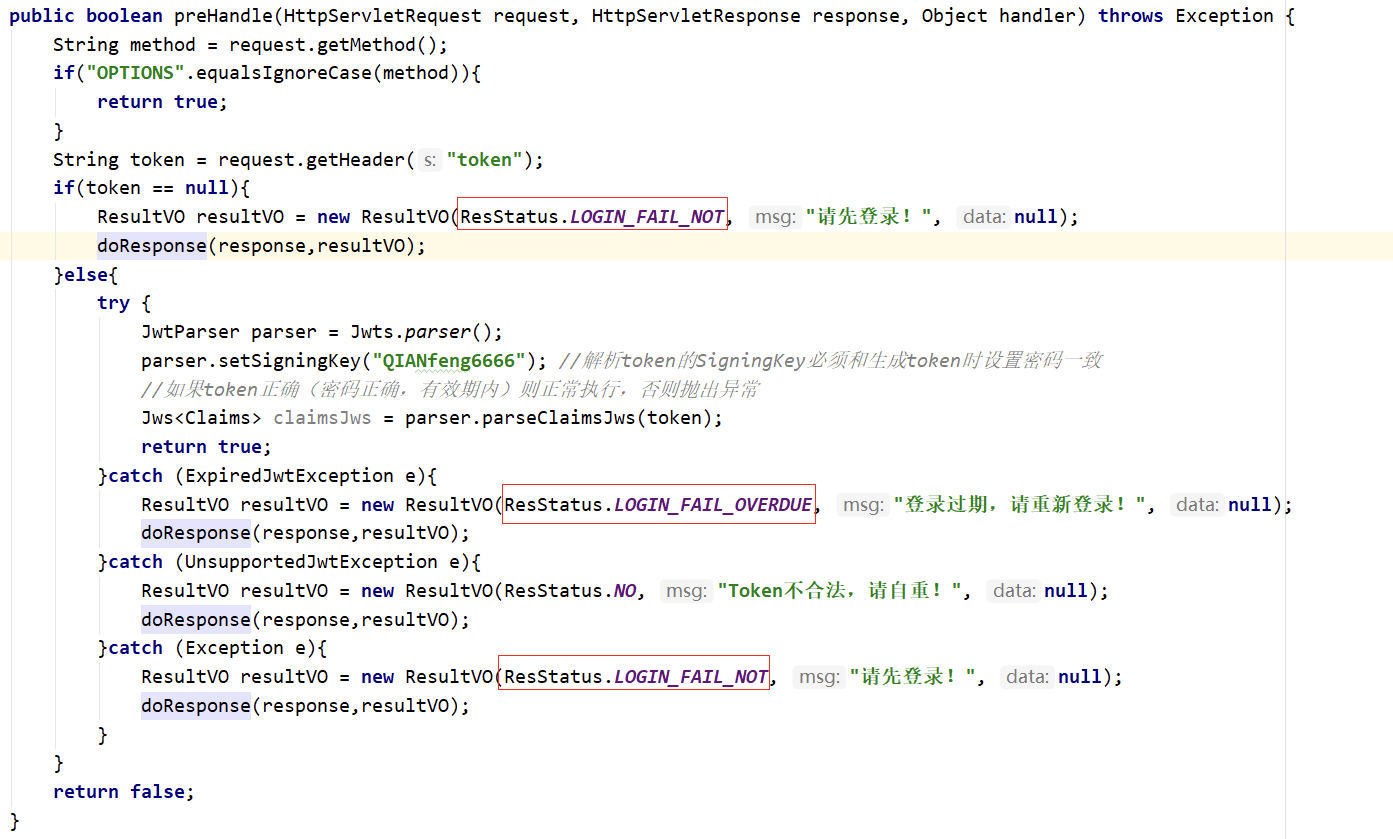 public boolean preHandle(HttpServletRequest request, HttpServletResponse response, Object handler) throws Exception {
    String method = request.getMethod();
    if("OPTIONS".equalsIgnoreCase(method)){
        return true;
    }
    String token = request.getHeader( s: "token");
    if(token == null){
        ResultVO resultVO = new ResultVO(ResStatus.LOGIN_FAIL_NOT, msg: "请先登录！", data: null);
        doResponse(response,resultVO);
    }else{
        try {
            JwtParser parser = Jwts.parser();
            parser.setSigningKey("QIANfeng6666"); //解析token的SigningKey必须和生成token时设置密码一致
            //如果token正确（密码正确，有效期内）则正常执行，否则抛出异常
            Jws<Claims> claimsJws = parser.parseClaimsJws(token);
            return true;
        }catch (ExpiredJwtException e){
            ResultVO resultVO = new ResultVO(ResStatus.LOGIN_FAIL_OVERDUE, msg: "登录过期，请重新登录！", data: null);
            doResponse(response,resultVO);
        }catch (UnsupportedJwtException e){
            ResultVO resultVO = new ResultVO(ResStatus.NO, msg: "Token不合法，请自重！", data: null);
            doResponse(response,resultVO);
        }catch (Exception e){
            ResultVO resultVO = new ResultVO(ResStatus.LOGIN_FAIL_NOT, msg: "请先登录！", data: null);
            doResponse(response,resultVO);
        }
    }
    return false;
}